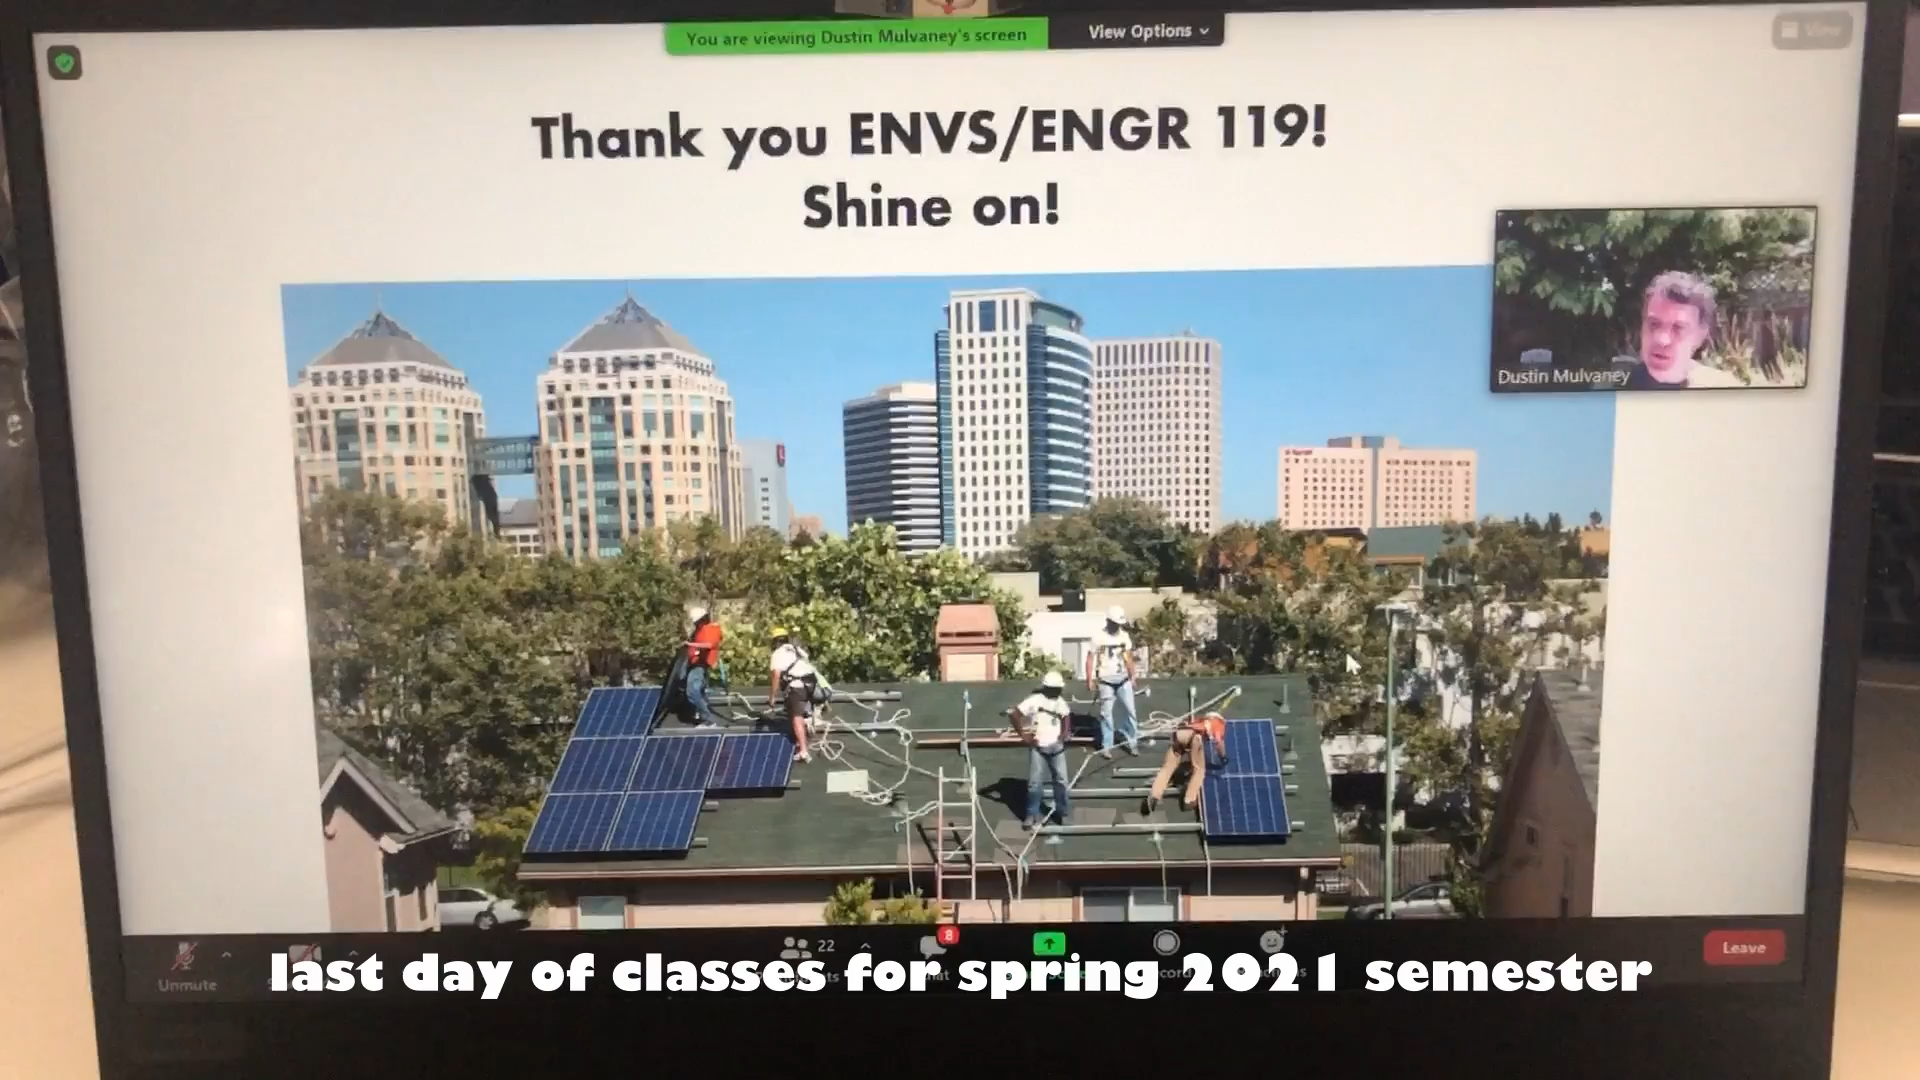 You are viewing Dustin Mulvaney's screen
View Options
View
Thank you ENVS/ENGR 119!
Shine on!
Dustin Mulvaney
22
8
Leave
Unmute
last day of classes for spring 2021 semester